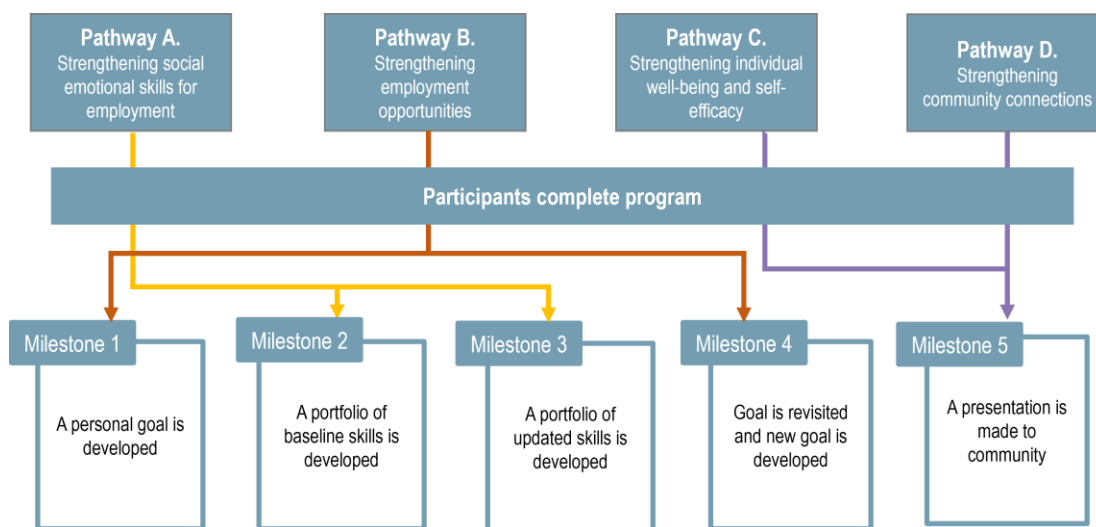 Pathway A.
Strengthening social
emotional skills for
employment
Pathway B.
Strengthening
employment
opportunities
Pathway C.
Strengthening individual
well-being and self-
efficacy
Pathway D.
Strengthening
community connections
Participants complete program
Milestone 1
A personal goal is
developed
Milestone 2
A portfolio of
baseline skills is
developed
Milestone 3
A portfolio of
updated skills is
developed
Milestone 4
Goal is revisited
and new goal is
developed
Milestone 5
A presentation is
made to
community